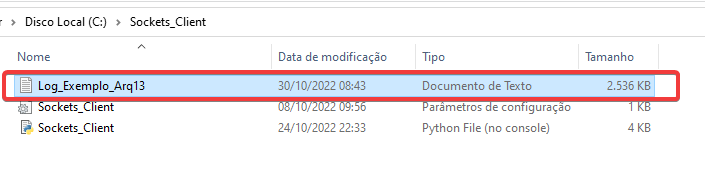 r › Disco Local (C:) › Sockets_Client
Nome Data de modificação Tipo Tamanho
Log_Exemplo_Arq13 30/10/2022 08:43 Documento de Texto 2.536 KB
Sockets_Client 08/10/2022 09:56 Parâmetros de configuração 1 KB
Sockets_Client 24/10/2022 22:33 Python File (no console) 4 KB